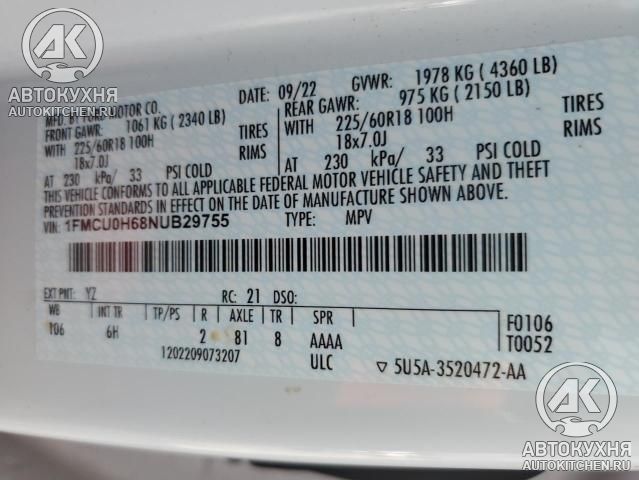 АВТОКУХНЯ
AUTOKITCHEN.RU
MFD. BY FORD MOTOR CO.
DATE: 09/22
GVWR: 1978 KG ( 4360 LB)
FRONT GAWR: 1061 KG ( 2340 LB)
REAR GAWR: 975 KG ( 2150 LB)
WITH 225/60R18 100H TIRES
WITH 225/60R18 100H TIRES
18x7.0J RIMS
18x7.0J RIMS
AT 230 kPa/ 33 PSI COLD
AT 230 kPa/ 33 PSI COLD
THIS VEHICLE CONFORMS TO ALL APPLICABLE FEDERAL MOTOR VEHICLE SAFETY AND THEFT
PREVENTION STANDARDS IN EFFECT ON THE DATE OF MANUFACTURE SHOWN ABOVE.
VIN: 1FMCU0H68NUB29755
TYPE: MPV
EXT PNT: YZ RC: 21 DSO:
WB INT TR TP/PS R AXLE TR SPR
106 6H 2 81 8 AAAA
F0106
T0052
1202209073207 ULC
▽ 5U5A-3520472-AA
АВТОКУХНЯ
AUTOKITCHEN.RU